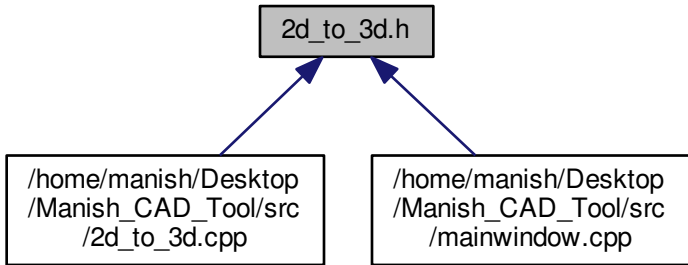 2d_to_3d.h
/home/manish/Desktop
/Manish_CAD_Tool/src
/2d_to_3d.cpp
/home/manish/Desktop
/Manish_CAD_Tool/src
/mainwindow.cpp